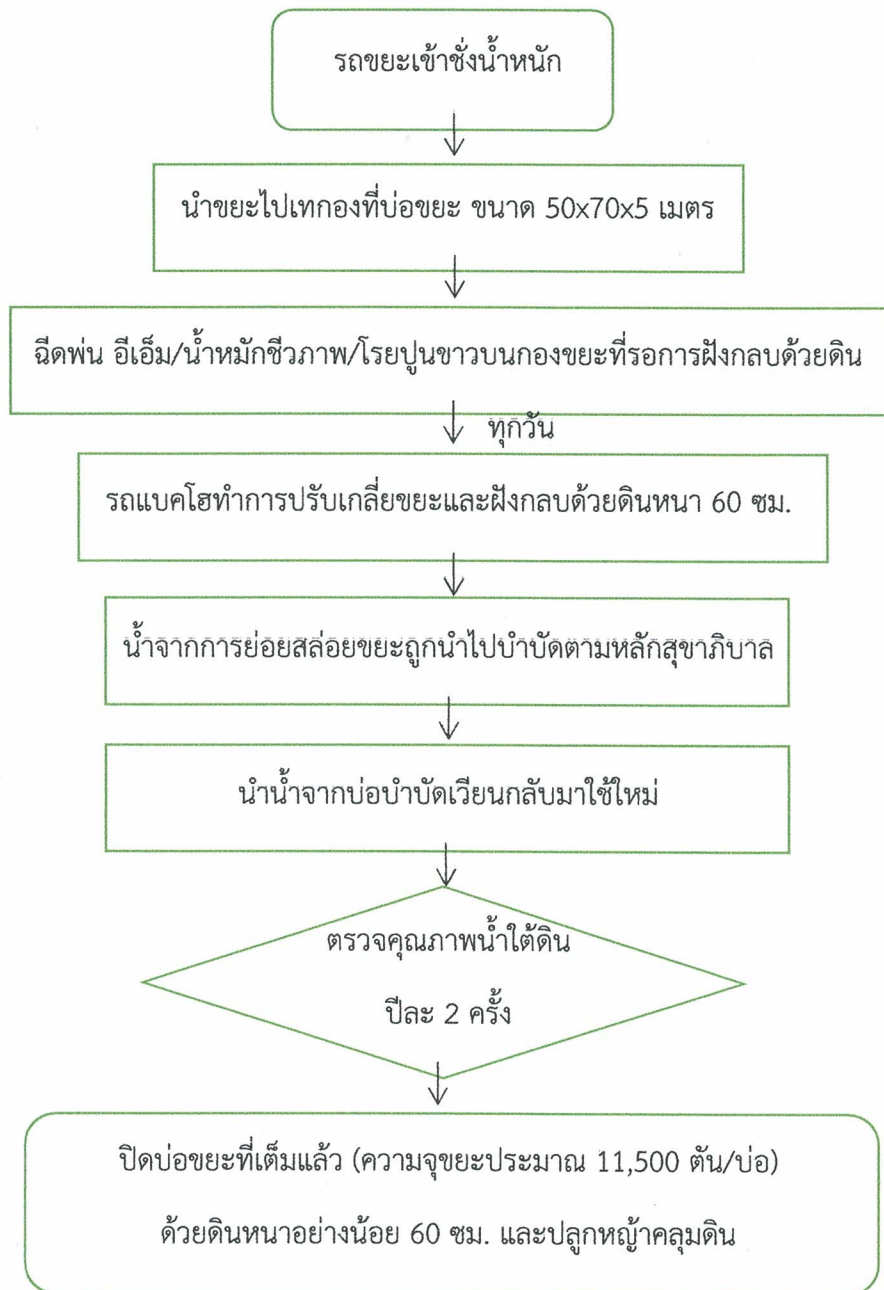 รถขยะเข้าชั่งน้ำหนัก
นำขยะไปเทกองที่บ่อขยะ ขนาด 50x70x5 เมตร
ฉีดพ่น อีเอ็ม/น้ำหมักชีวภาพ/โรยปูนขาวบนกองขยะที่รอการฝังกลบด้วยดิน
ทุกวัน
รถแบคโฮทำการปรับเกลี่ยขยะและฝังกลบด้วยดินหนา 60 ซม.
น้ำจากการย่อยสล่อยขยะถูกนำไปบำบัดตามหลักสุขาภิบาล
นำน้ำจากบ่อบำบัดเวียนกลับมาใช้ใหม่
ตรวจคุณภาพน้ำใต้ดิน
ปีละ 2 ครั้ง
ปิดบ่อขยะที่เต็มแล้ว (ความจุขยะประมาณ 11,500 ตัน/บ่อ)
ด้วยดินหนาอย่างน้อย 60 ซม. และปลูกหญ้าคลุมดิน